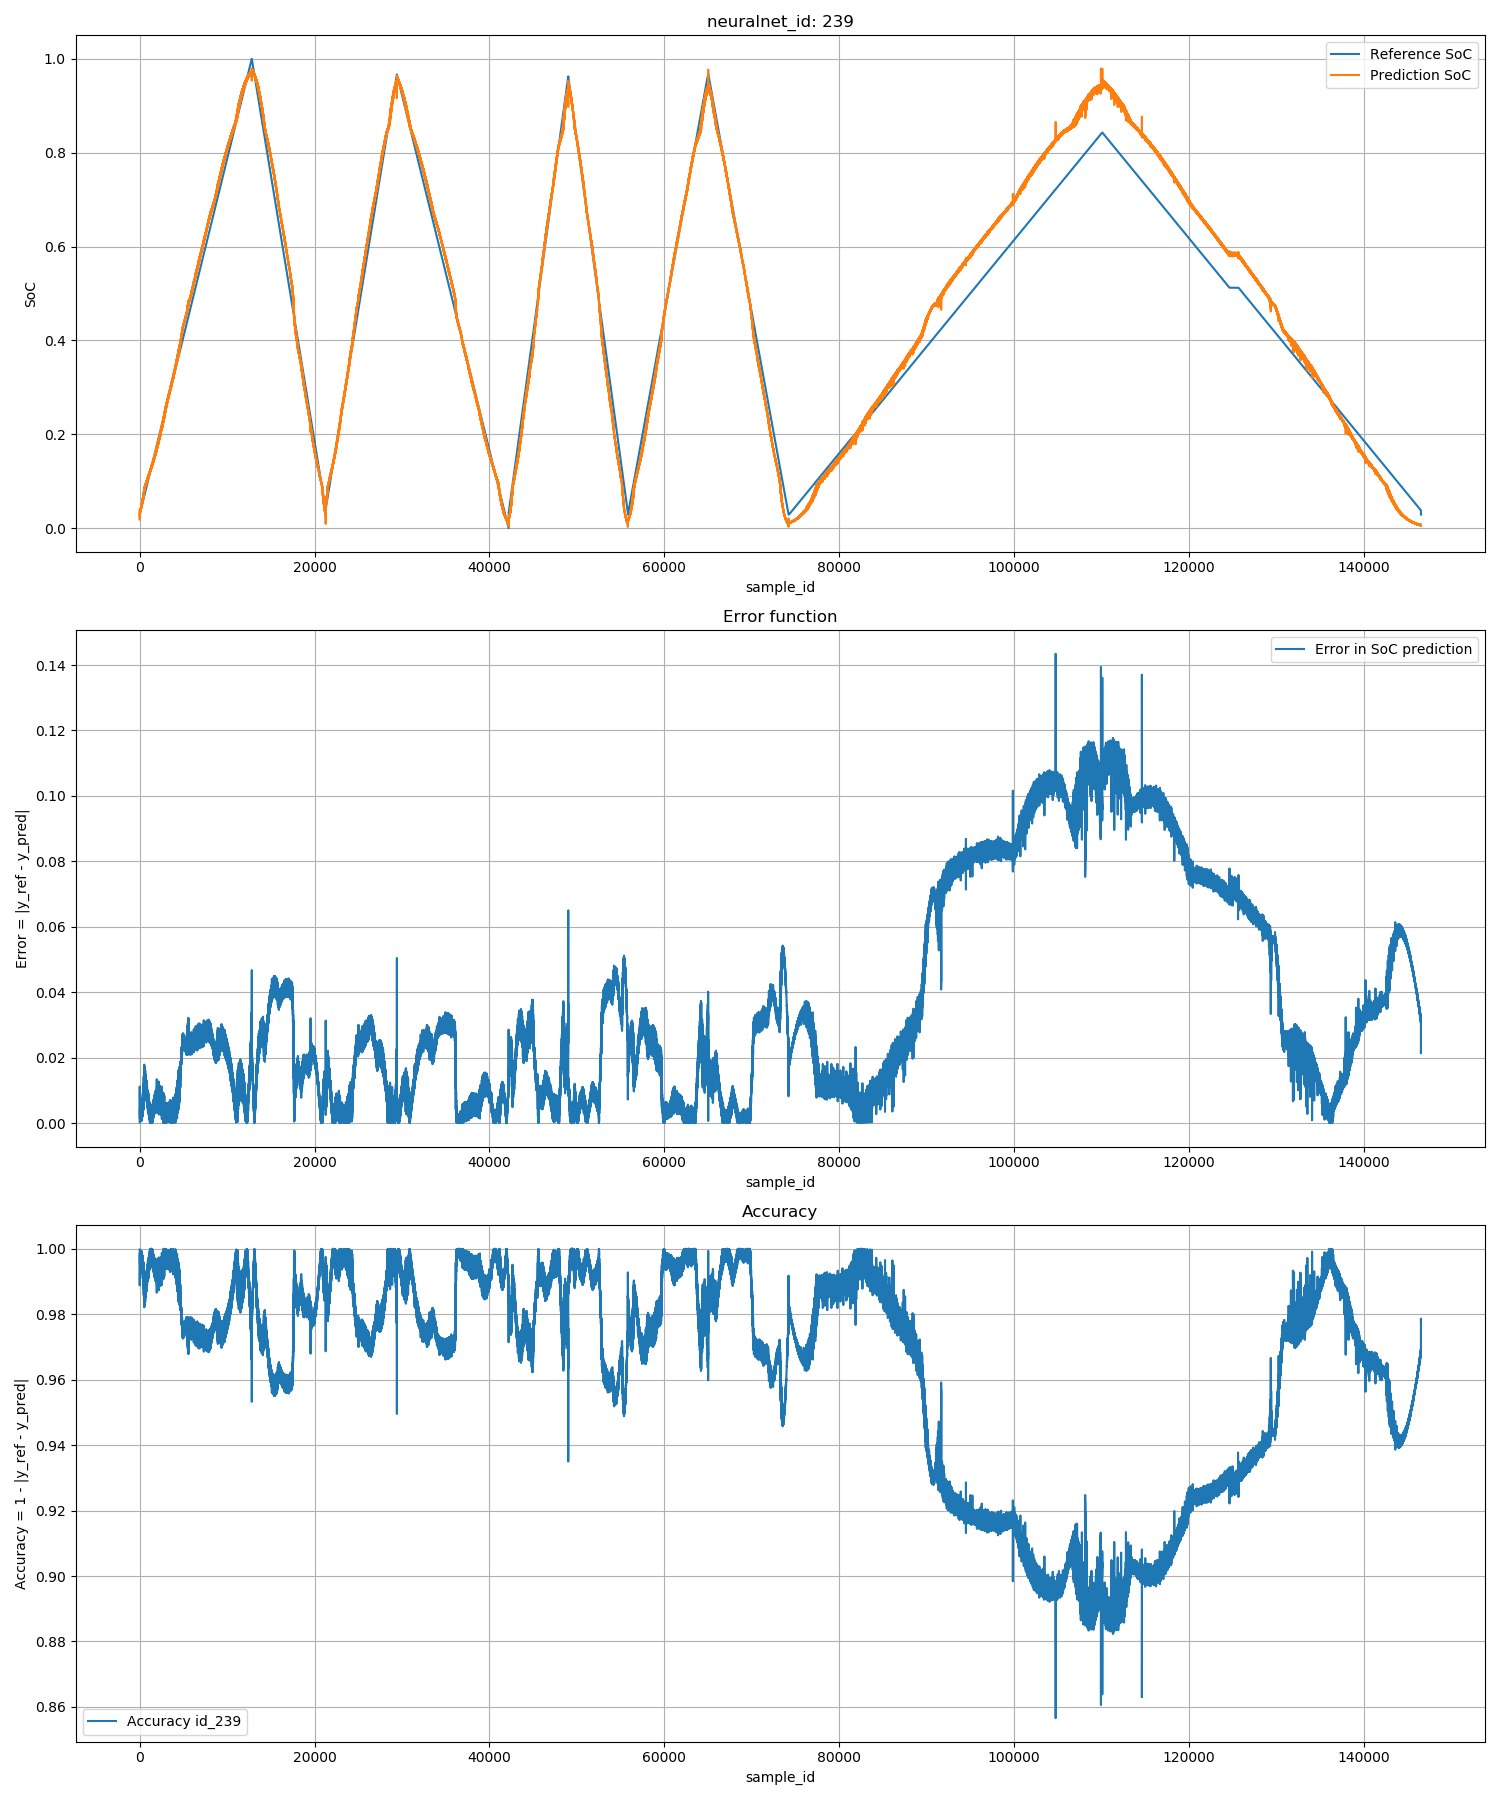 neuralnet_id: 239
Reference SoC
Prediction SoC
1.0
0.8
0.6
0.4
0.2
0.0
SoC
0 20000 40000 60000 80000 100000 120000 140000
sample_id
Error function
Error in SoC prediction
0.14
0.12
0.10
0.08
0.06
0.04
0.02
0.00
Error = |y_ref - y_pred|
0 20000 40000 60000 80000 100000 120000 140000
sample_id
Accuracy
1.00
0.98
0.96
0.94
0.92
0.90
0.88
0.86
Accuracy = 1 - |y_ref - y_pred|
Accuracy id_239
0 20000 40000 60000 80000 100000 120000 140000
sample_id